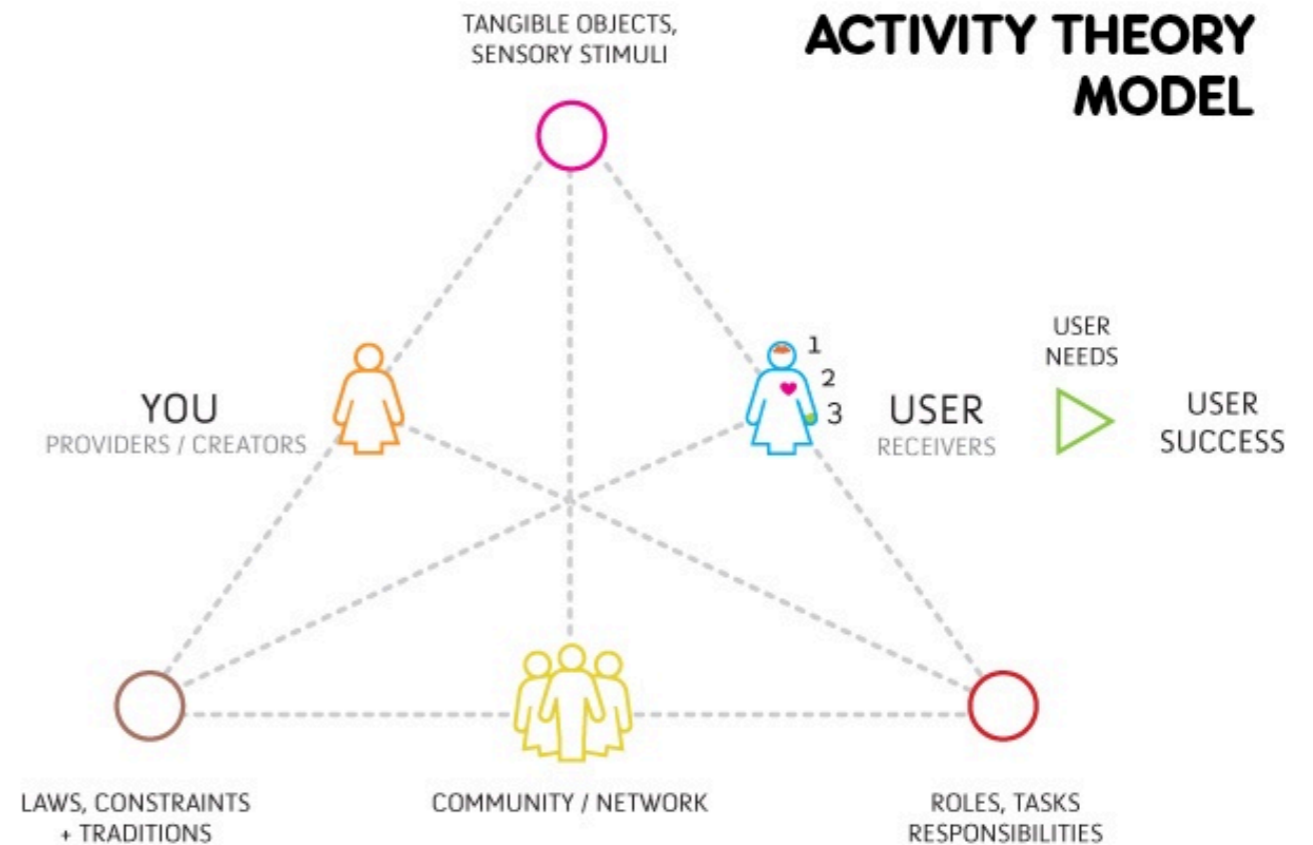 TANGIBLE OBJECTS,
SENSORY STIMULI
ACTIVITY THEORY
MODEL
YOU
PROVIDERS / CREATORS
1
2
3
USER
RECEIVERS
USER
NEEDS
USER
SUCCESS
LAWS, CONSTRAINTS
+ TRADITIONS
COMMUNITY / NETWORK
ROLES, TASKS
RESPONSIBILITIES